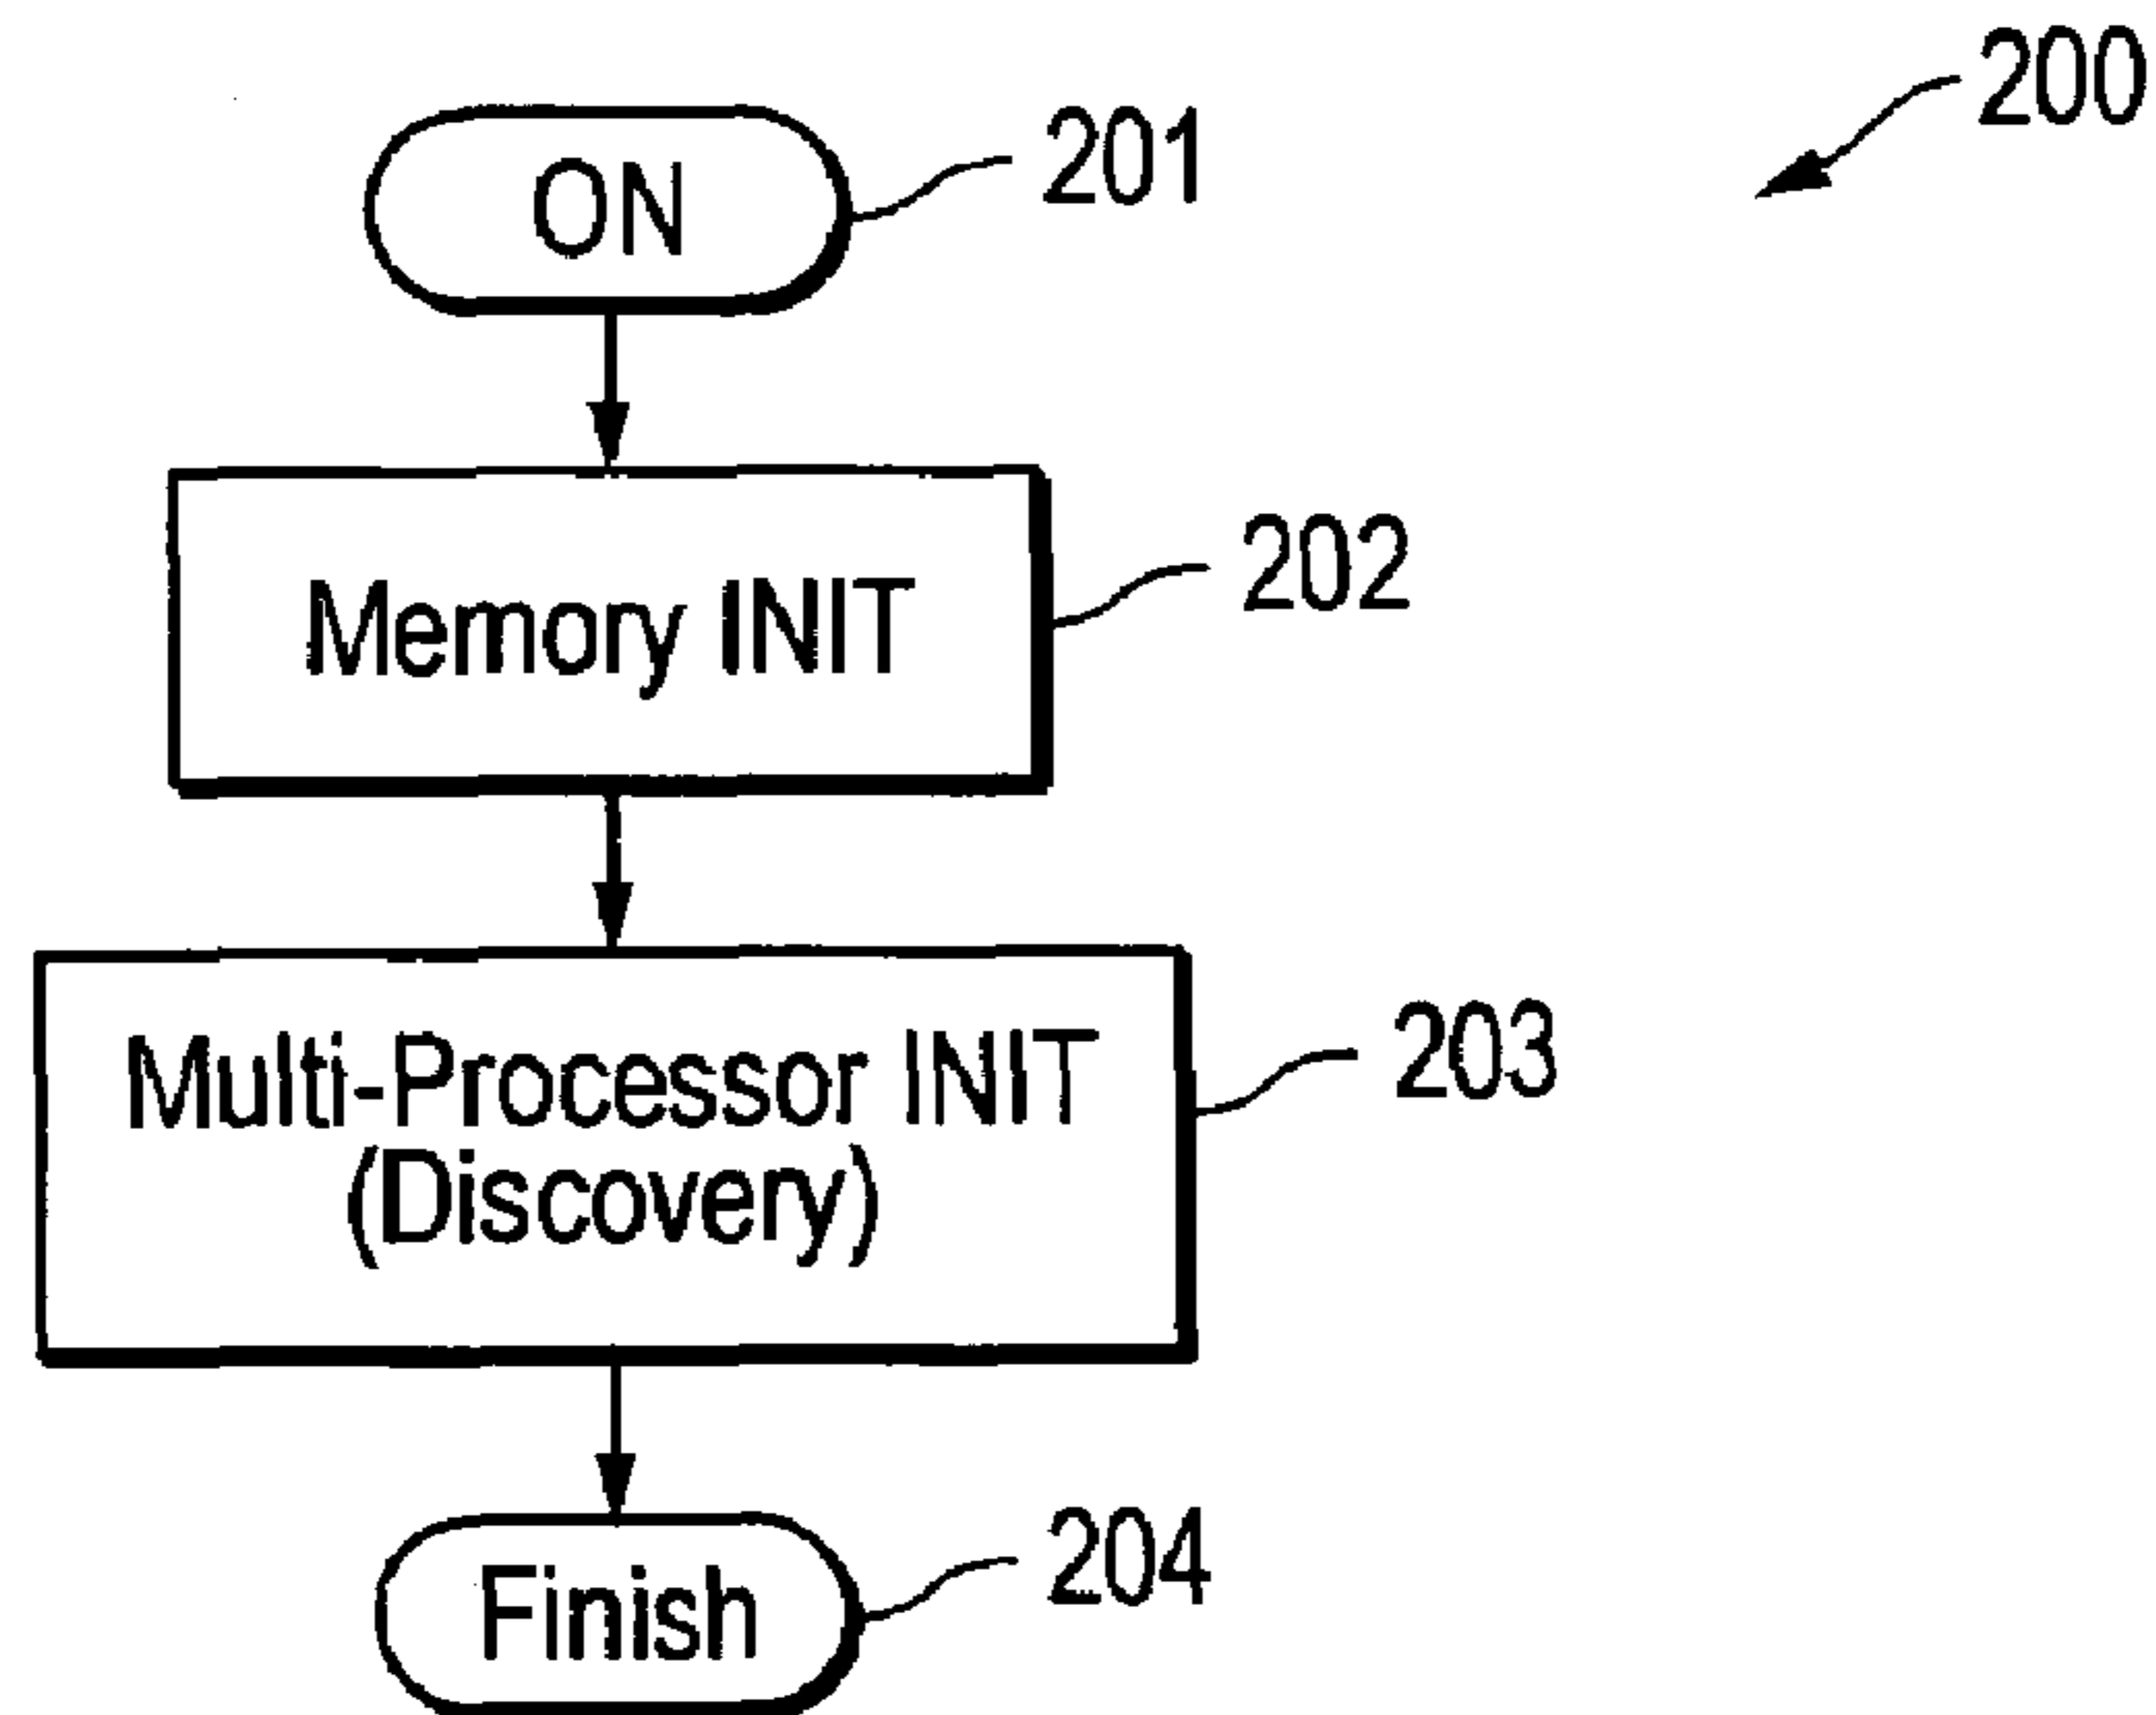 200
ON
201
Memory INIT
202
Multi-Processor INIT
(Discovery)
203
Finish
204